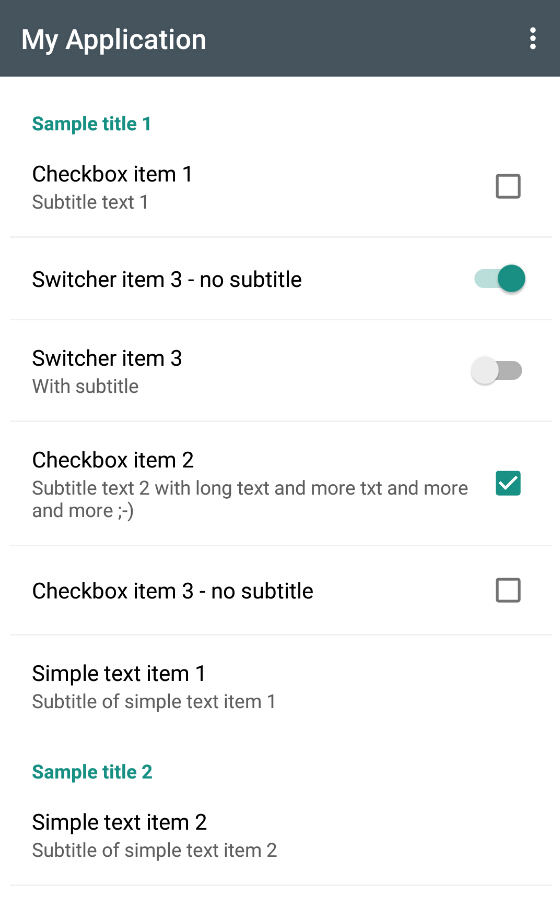 My Application
Sample title 1
Checkbox item 1
Subtitle text 1
Switcher item 3 - no subtitle
Switcher item 3
With subtitle
Checkbox item 2
Subtitle text 2 with long text and more txt and more
and more ;-)
Checkbox item 3 - no subtitle
Simple text item 1
Subtitle of simple text item 1
Sample title 2
Simple text item 2
Subtitle of simple text item 2